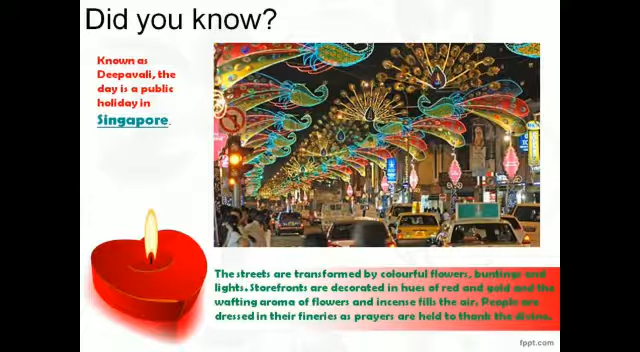 Did you know?
Known as
Deepavali, the
day is a public
holiday in
Singapore.
The streets are transformed by colourful flowers, buntings and
lights. Storefronts are decorated in hues of red and gold and the
wafting aroma of flowers and incense fills the air. People are
dressed in their fineries as prayers are held to thank the divine.
fppt.com